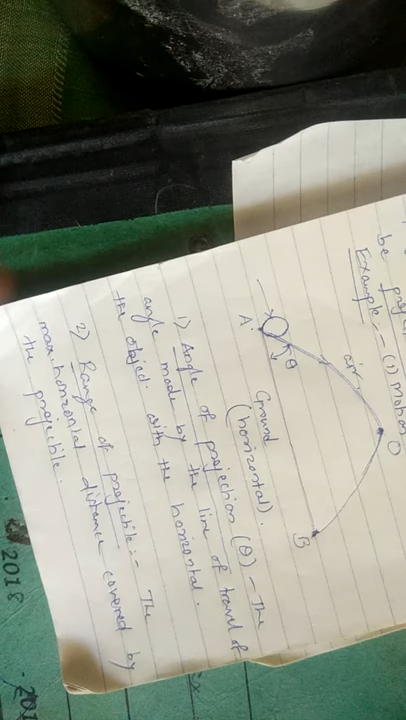 Example:- (1) Motion O
air
θ
A
B
Ground
(horizontal).
1) Angle of projection (θ) - The
angle made by the line of travel of
the object with the horizontal.
2) Range of projectile:- The
max horizontal distance covered by
the projectile.
2018